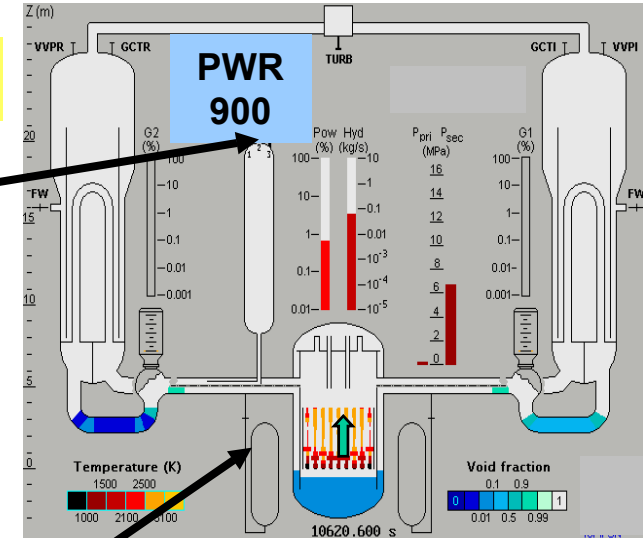 Z (m)
VVPR
GCTR
TURB
GCTI
VVPI
PWR
900
20
15
10
5
0
FW
FW
G2
(%)
100
10
1
0.1
0.01
0.001
1 2 3
Pow Hyd
(%) (kg/s)
100
10
1
0.1
0.01
10
1
0.1
0.01
10-3
10-4
10-5
Ppri Psec
(MPa)
16
14
12
10
8
6
4
2
0
G1
(%)
100
10
1
0.1
0.01
0.001
Temperature (K)
1500 2500
1000 2100 3100
Void fraction
0.1 0.9
0 1
0.01 0.5 0.99
10620.600 s